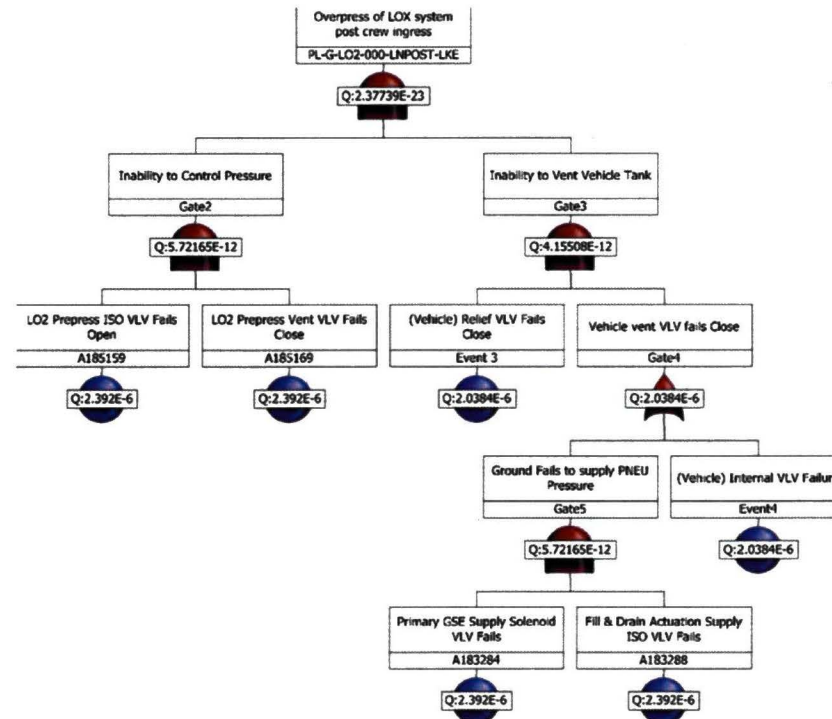 Overpress of LOX system
post crew ingress
PL-G-LO2-000-LNPOST-LKE
Q:2.37739E-23
Inability to Control Pressure
Gate2
Q:5.72165E-12
Inability to Vent Vehicle Tank
Gate3
Q:4.15508E-12
LO2 Prepress ISO VLV Fails
Open
A185159
Q:2.392E-6
LO2 Prepress Vent VLV Fails
Close
A185169
Q:2.392E-6
(Vehicle) Relief VLV Fails
Close
Event 3
Q:2.0384E-6
Vehicle vent VLV fails Close
Gate4
Q:2.0384E-6
Ground Fails to supply PNEU
Pressure
Gate5
Q:5.72165E-12
(Vehicle) Internal VLV Failur
Event4
Q:2.0384E-6
Primary GSE Supply Solenoid
VLV Fails
A183284
Q:2.392E-6
Fill & Drain Actuation Supply
ISO VLV Fails
A183288
Q:2.392E-6